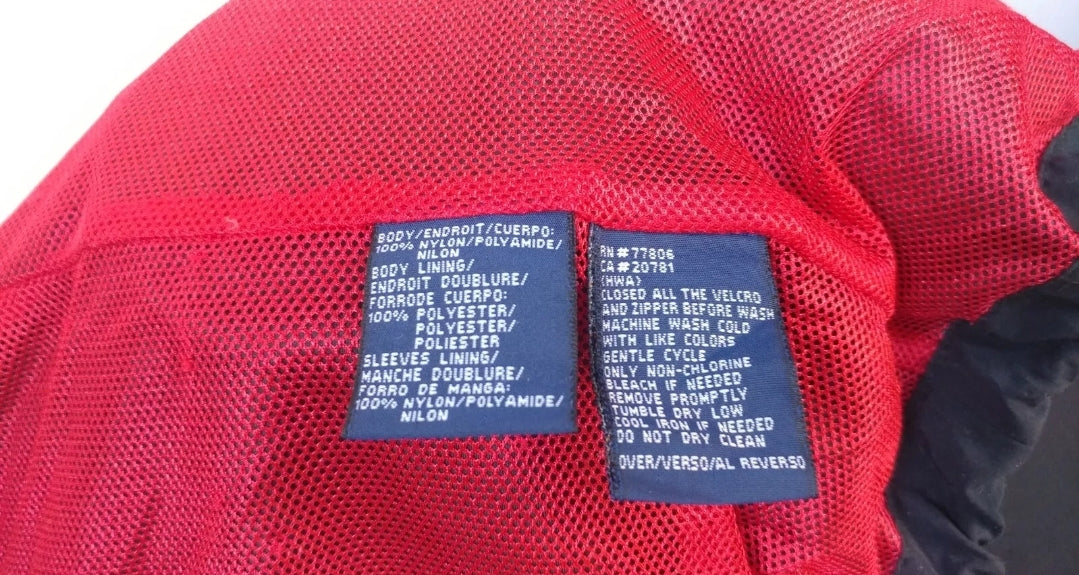 BODY/ENDROIT/CUERPO:
100% NYLON/POLYAMIDE/
NILON
BODY LINING/
ENDROIT DOUBLURE/
FORRODE CUERPO:
100% POLYESTER/
POLYESTER/
POLIESTER
SLEEVES LINING/
MANCHE DOUBLURE/
FORRO DE MANGA:
100% NYLON/POLYAMIDE/
NILON
RN#77806
CA#20781
(HWA)
CLOSED ALL THE VELCRO
AND ZIPPER BEFORE WASH
MACHINE WASH COLD
WITH LIKE COLORS
GENTLE CYCLE
ONLY NON-CHLORINE
BLEACH IF NEEDED
REMOVE PROMPTLY
TUMBLE DRY LOW
COOL IRON IF NEEDED
DO NOT DRY CLEAN
OVER/VERSO/AL REVERSO